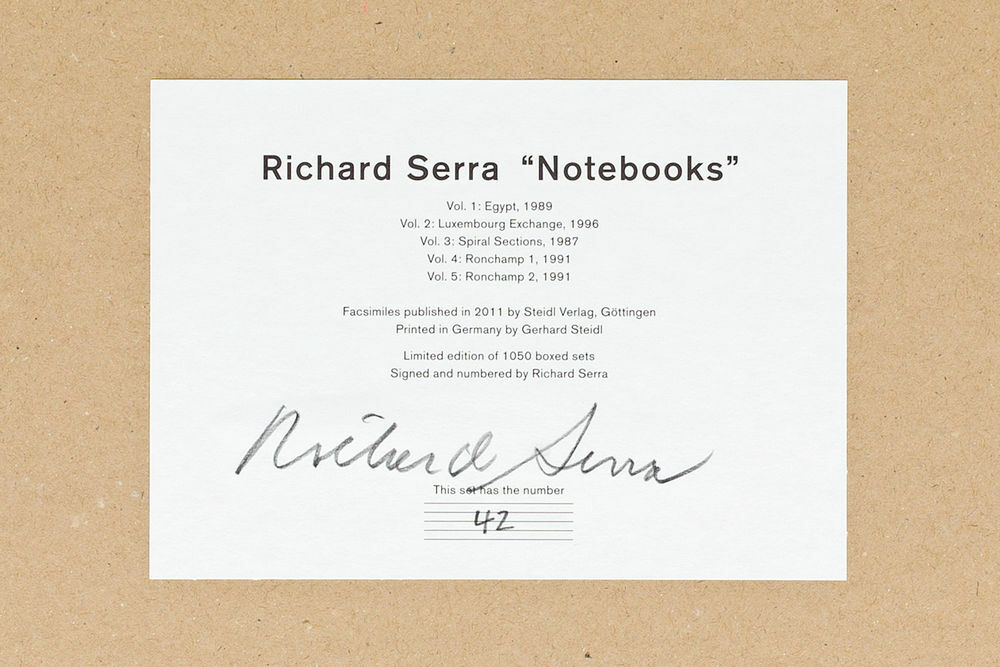 Richard Serra “Notebooks”
Vol. 1: Egypt, 1989
Vol. 2: Luxembourg Exchange, 1996
Vol. 3: Spiral Sections, 1987
Vol. 4: Ronchamp 1, 1991
Vol. 5: Ronchamp 2, 1991
Facsimiles published in 2011 by Steidl Verlag, Göttingen
Printed in Germany by Gerhard Steidl
Limited edition of 1050 boxed sets
Signed and numbered by Richard Serra
Richard Serra
This set has the number
42